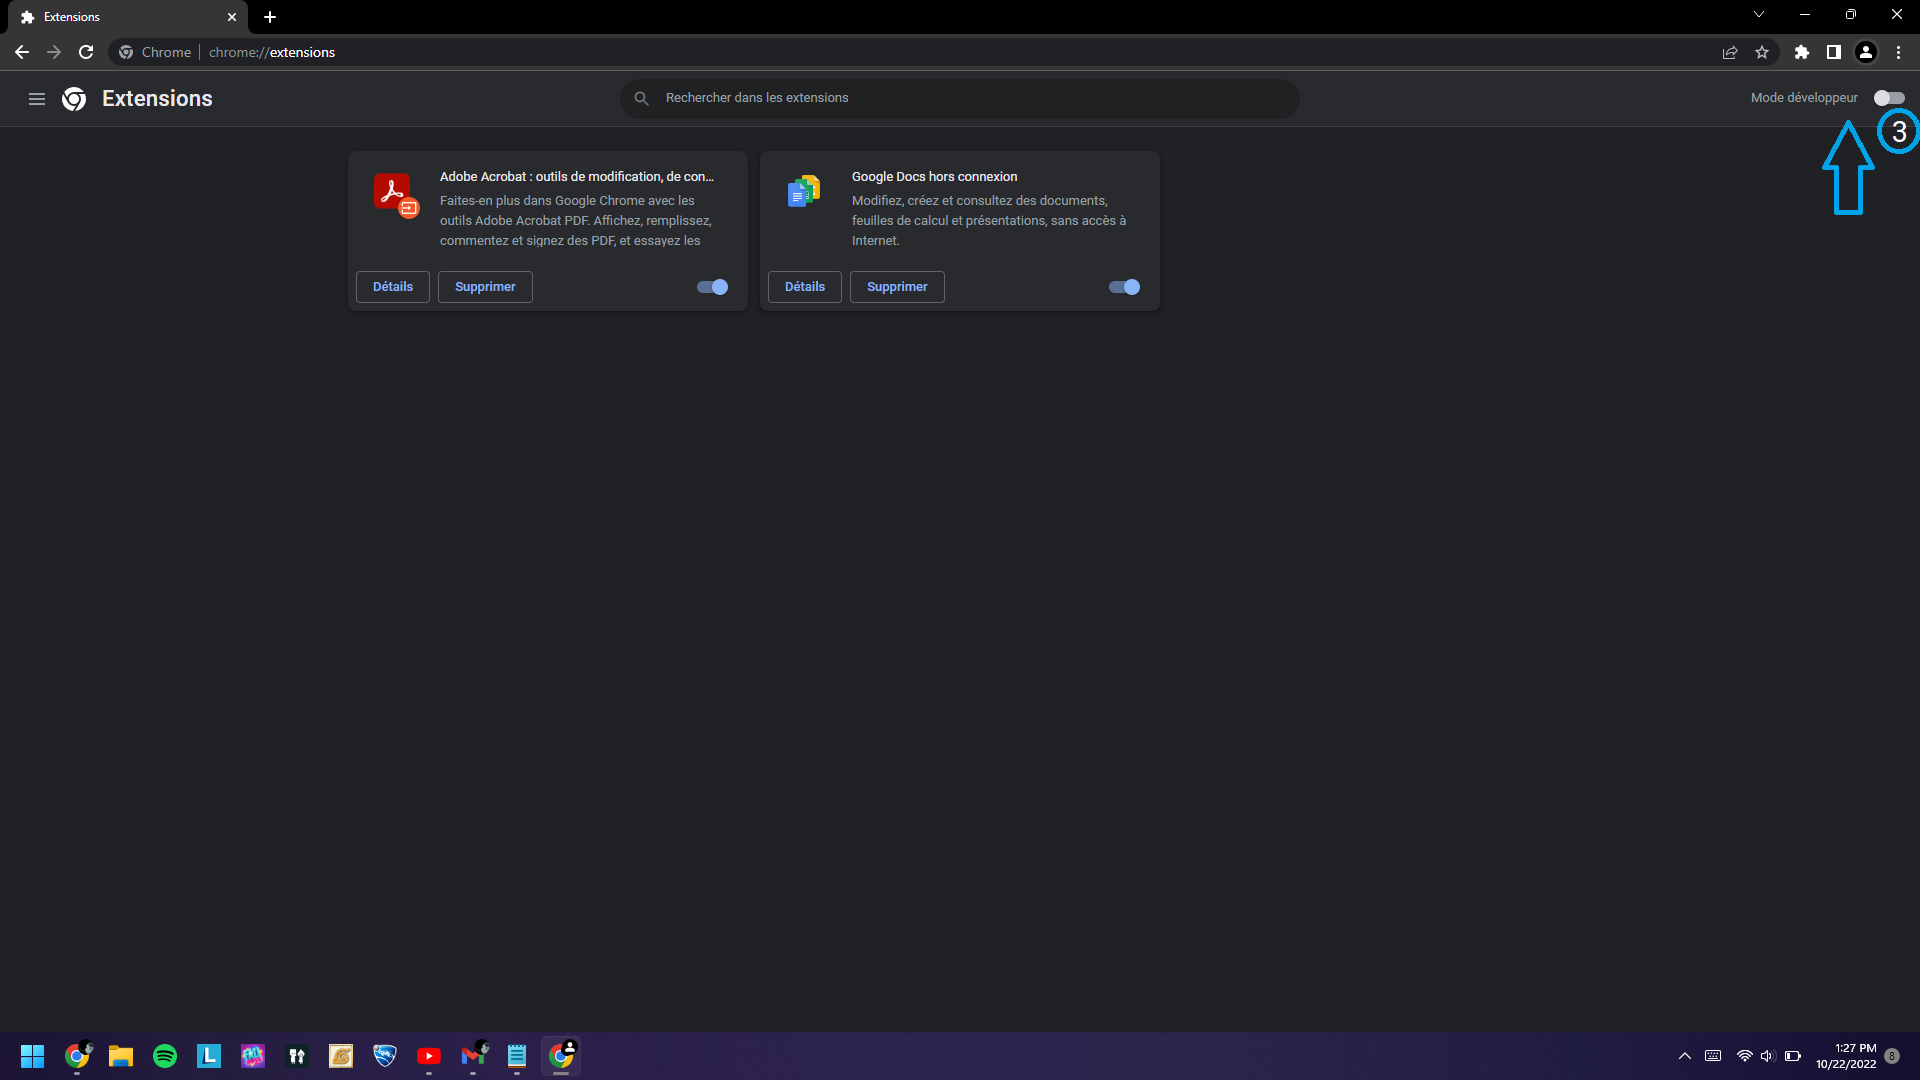 Extensions
Chrome
chrome://extensions
Extensions
Rechercher dans les extensions
Mode développeur
3
Adobe Acrobat : outils de modification, de con...
Faites-en plus dans Google Chrome avec les
outils Adobe Acrobat PDF. Affichez, remplissez,
commentez et signez des PDF, et essayez les
Détails
Supprimer
Google Docs hors connexion
Modifiez, créez et consultez des documents,
feuilles de calcul et présentations, sans accès à
Internet.
Détails
Supprimer
L
1:27 PM
10/22/2022
8